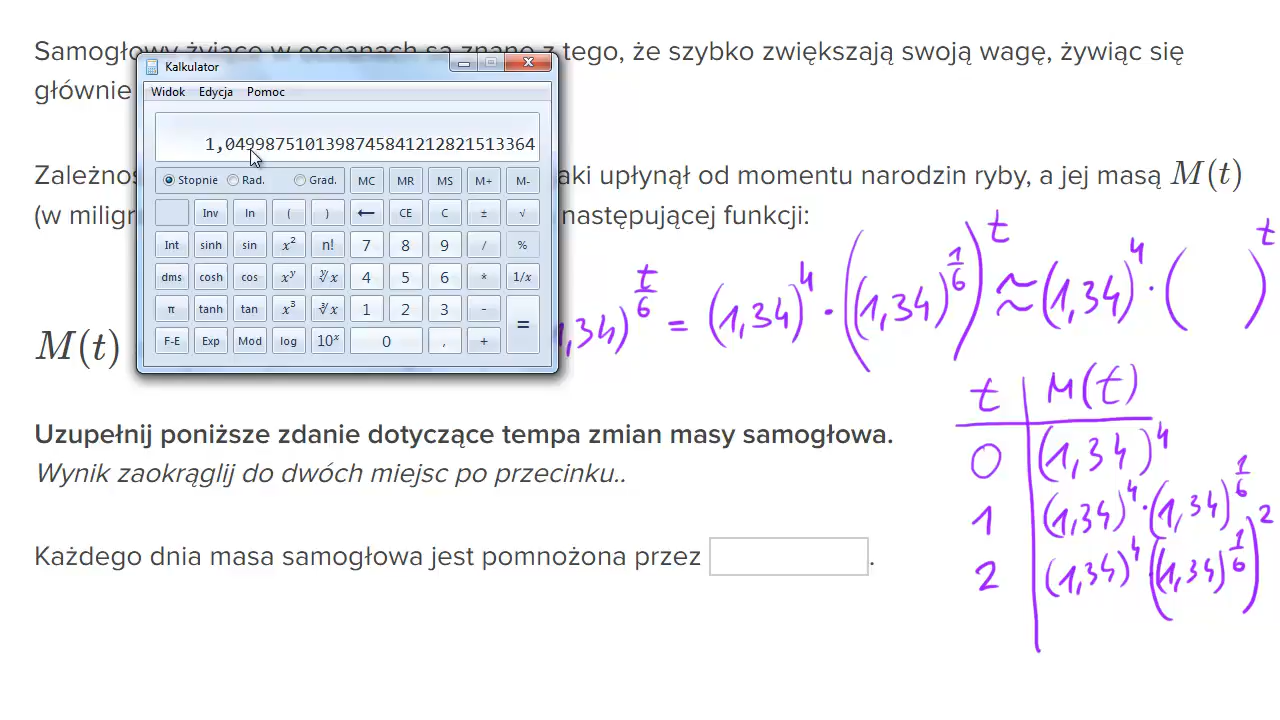 Samogłowy żyjące w oceanach są znane z tego, że szybko zwiększają swoją wagę, żywiąc się
głównie
Kalkulator
Widok Edycja Pomoc
1,0499875101398745841212821513364
Stopnie Rad. Grad. MC MR MS M+ M-
Inv ln ( ) ← CE C ± √
Int sinh sin x² n! 7 8 9 / %
dms cosh cos xʸ ʸ√x 4 5 6 * 1/x
π tanh tan x³ ³√x 1 2 3 - =
F-E Exp Mod log 10ˣ 0 , +
Zależnoś aki upłynął od momentu narodzin ryby, a jej masą M(t)
(w miligr następującej funkcji:
M(t) 1,34)^(t/6) = (1,34)^4 · ((1,34)^(1/6))^t ≈ (1,34)^4 · ( )^t
t M(t)
0 (1,34)^4
1 (1,34)^4 · (1,34)^(1/6)
2 (1,34)^4 · ((1,34)^(1/6))^2
Uzupełnij poniższe zdanie dotyczące tempa zmian masy samogłowa.
Wynik zaokrąglij do dwóch miejsc po przecinku..
Każdego dnia masa samogłowa jest pomnożona przez .